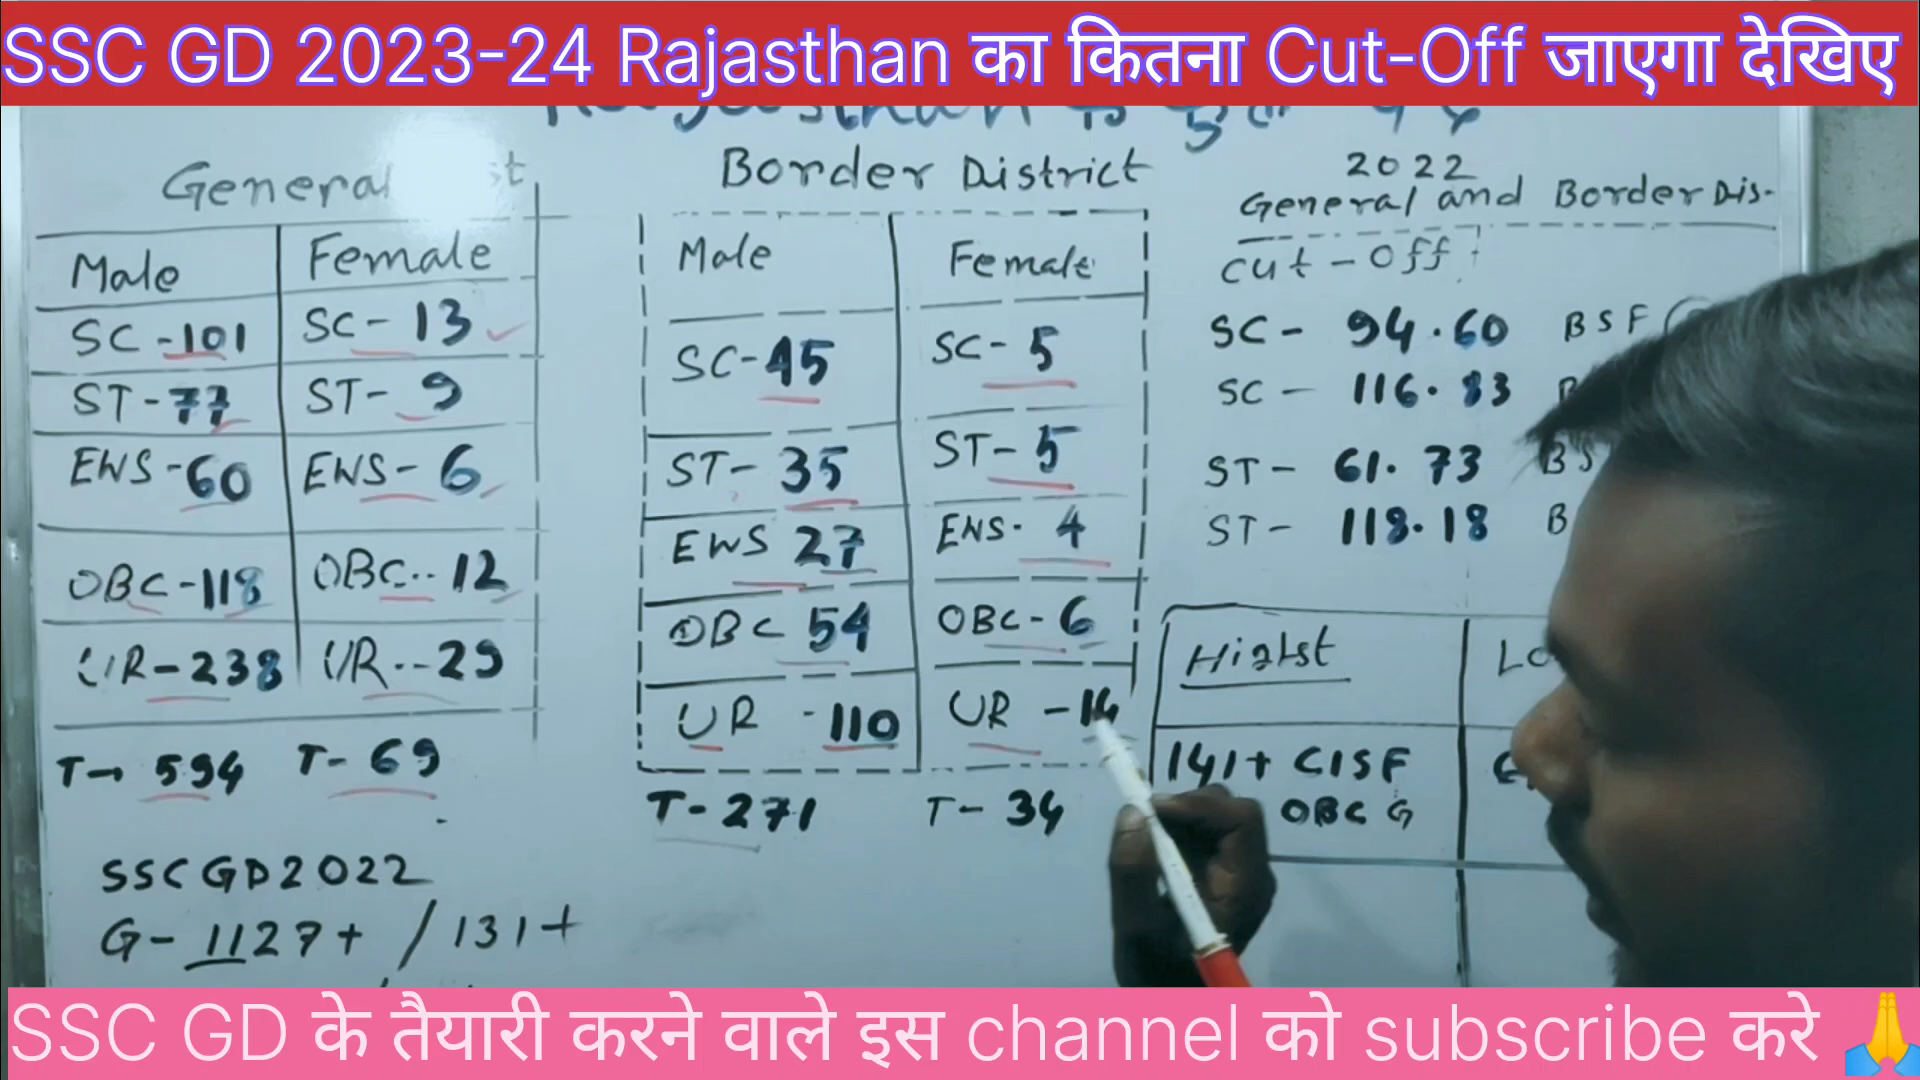 SSC GD 2023-24 Rajasthan का कितना Cut-Off जाएगा देखिए
General
Male Female
SC - 101 SC - 13
ST - 77 ST - 9
EWS - 60 EWS - 6
OBC - 118 OBC - 12
UR - 238 UR - 29
T → 594 T - 69
SSC GD 2022
G - 1127+ / 131+
Border District
Male Female
SC - 45 SC - 5
ST - 35 ST - 5
EWS 27 EWS - 4
OBC 54 OBC - 6
UR - 110 UR - 14
T - 271 T - 34
2022
General and Border Dis-
cut-off
SC - 94.60 BSF
SC - 116.83
ST - 61.73
ST - 118.18
Highst
141+ CISF
OBC G
SSC GD के तैयारी करने वाले इस channel को subscribe करे 🙏